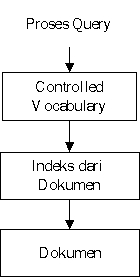 Proses Query
Controlled
Vocabulary
Indeks dari
Dokumen
Dokumen